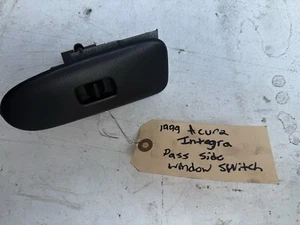 1999 Acura
Integra
Pass Side
window Switch